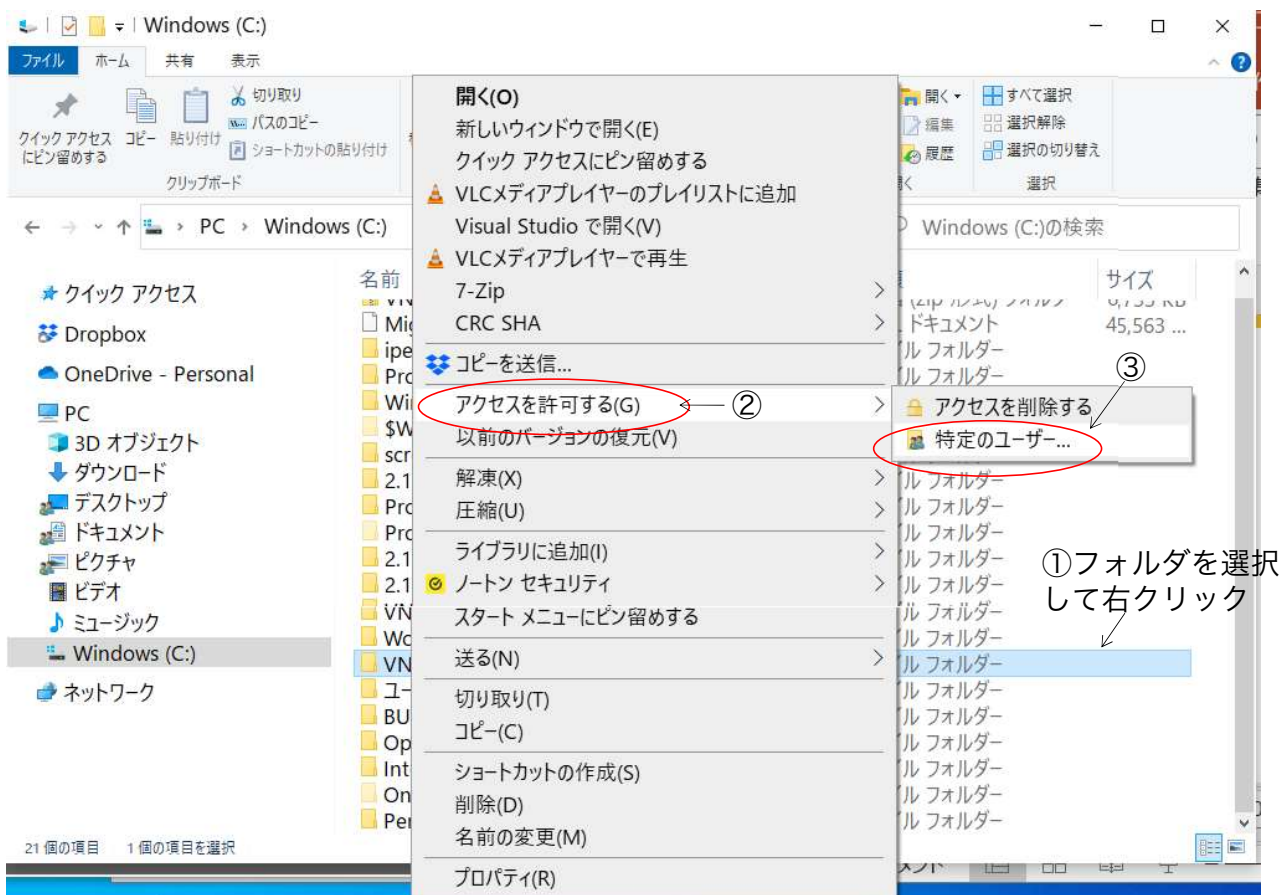 Windows (C:)
ファイル ホーム 共有 表示
クイック アクセス
にピン留めする
コピー
貼り付け
切り取り
パスのコピー
ショートカットの貼り付け
クリップボード
開く
編集
履歴
すべて選択
選択解除
選択の切り替え
選択
PC › Windows (C:)
Windows (C:)の検索
クイック アクセス
Dropbox
OneDrive - Personal
PC
3D オブジェクト
ダウンロード
デスクトップ
ドキュメント
ピクチャ
ビデオ
ミュージック
Windows (C:)
ネットワーク
名前
サイズ
ドキュメント 45,563 ...
開く(O)
新しいウィンドウで開く(E)
クイック アクセスにピン留めする
VLCメディアプレイヤーのプレイリストに追加
Visual Studio で開く(V)
VLCメディアプレイヤーで再生
7-Zip
CRC SHA
コピーを送信...
アクセスを許可する(G)
以前のバージョンの復元(V)
解凍(X)
圧縮(U)
ライブラリに追加(I)
ノートン セキュリティ
スタート メニューにピン留めする
送る(N)
切り取り(T)
コピー(C)
ショートカットの作成(S)
削除(D)
名前の変更(M)
プロパティ(R)
②
③
アクセスを削除する
特定のユーザー...
①フォルダを選択
して右クリック
21 個の項目 1 個の項目を選択